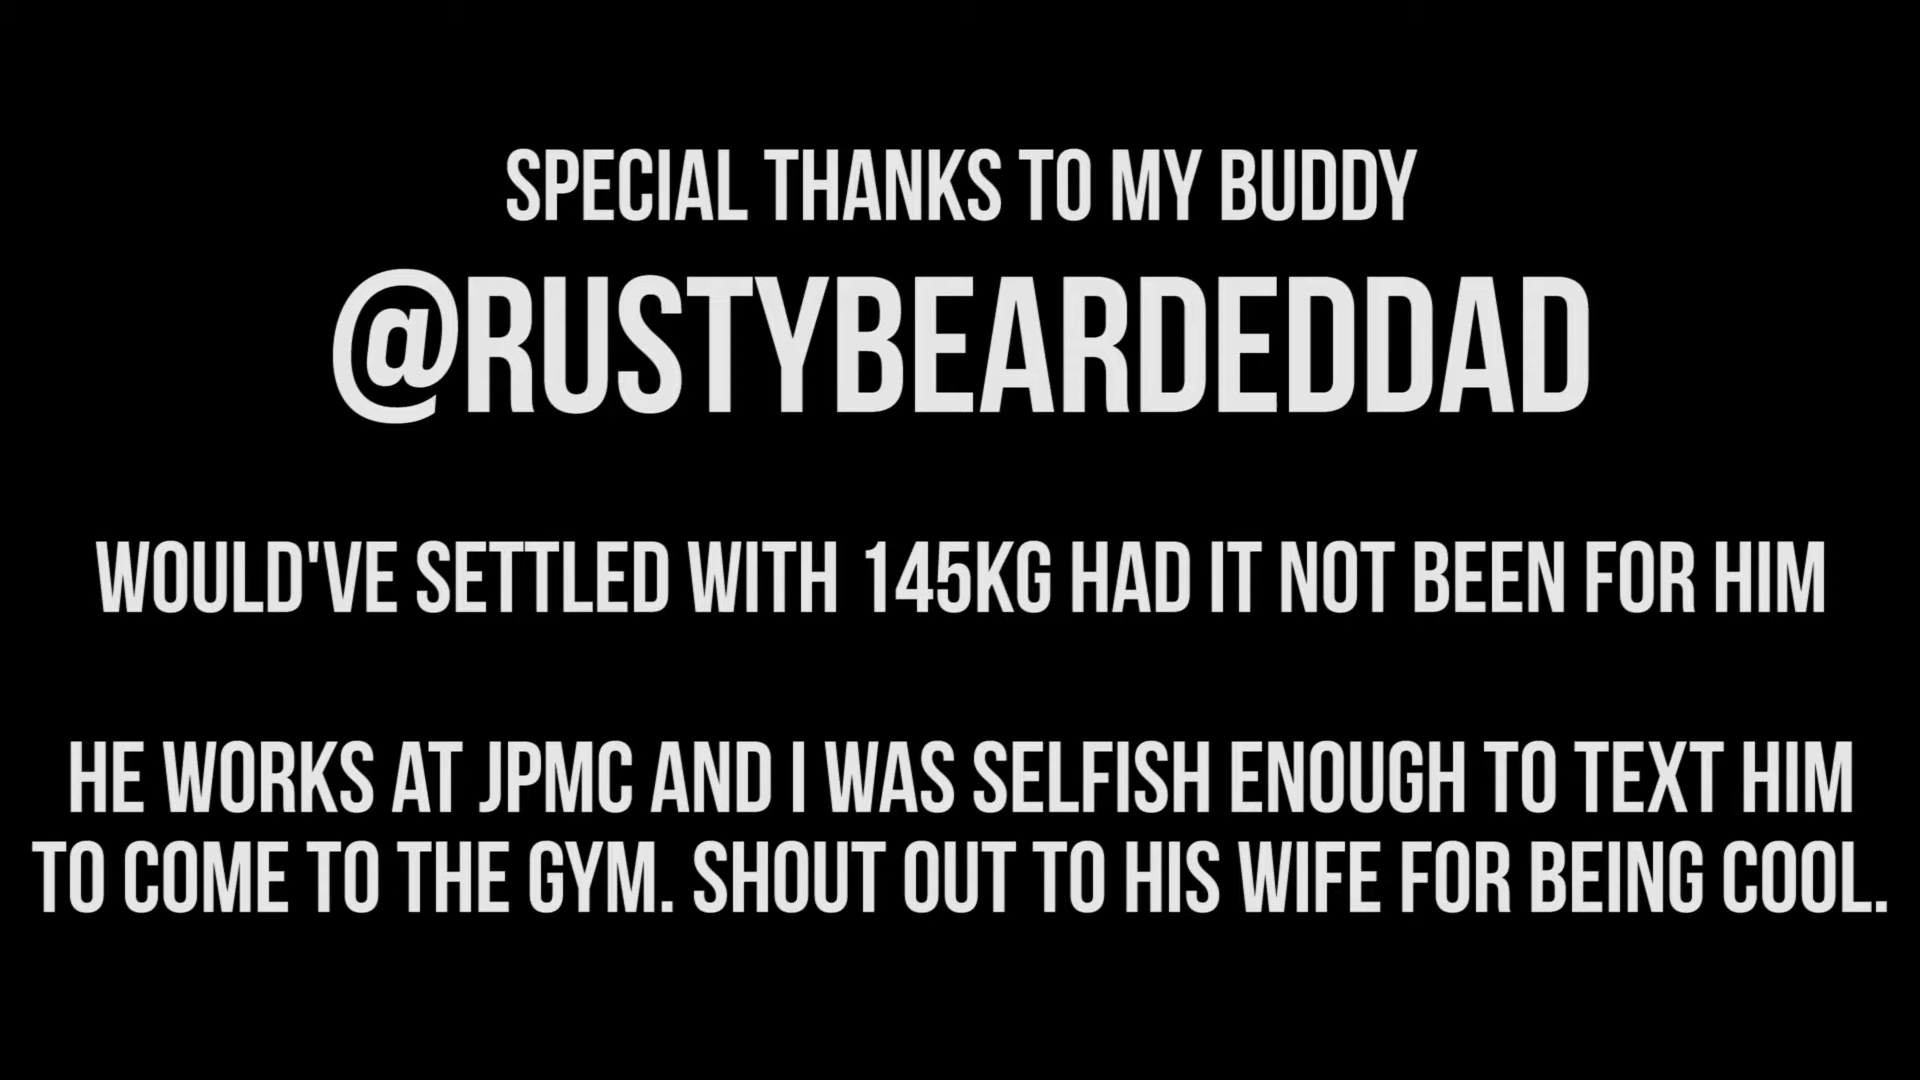 SPECIAL THANKS TO MY BUDDY
@RUSTYBEARDEDDAD
WOULD'VE SETTLED WITH 145KG HAD IT NOT BEEN FOR HIM
HE WORKS AT JPMC AND I WAS SELFISH ENOUGH TO TEXT HIM
TO COME TO THE GYM. SHOUT OUT TO HIS WIFE FOR BEING COOL.